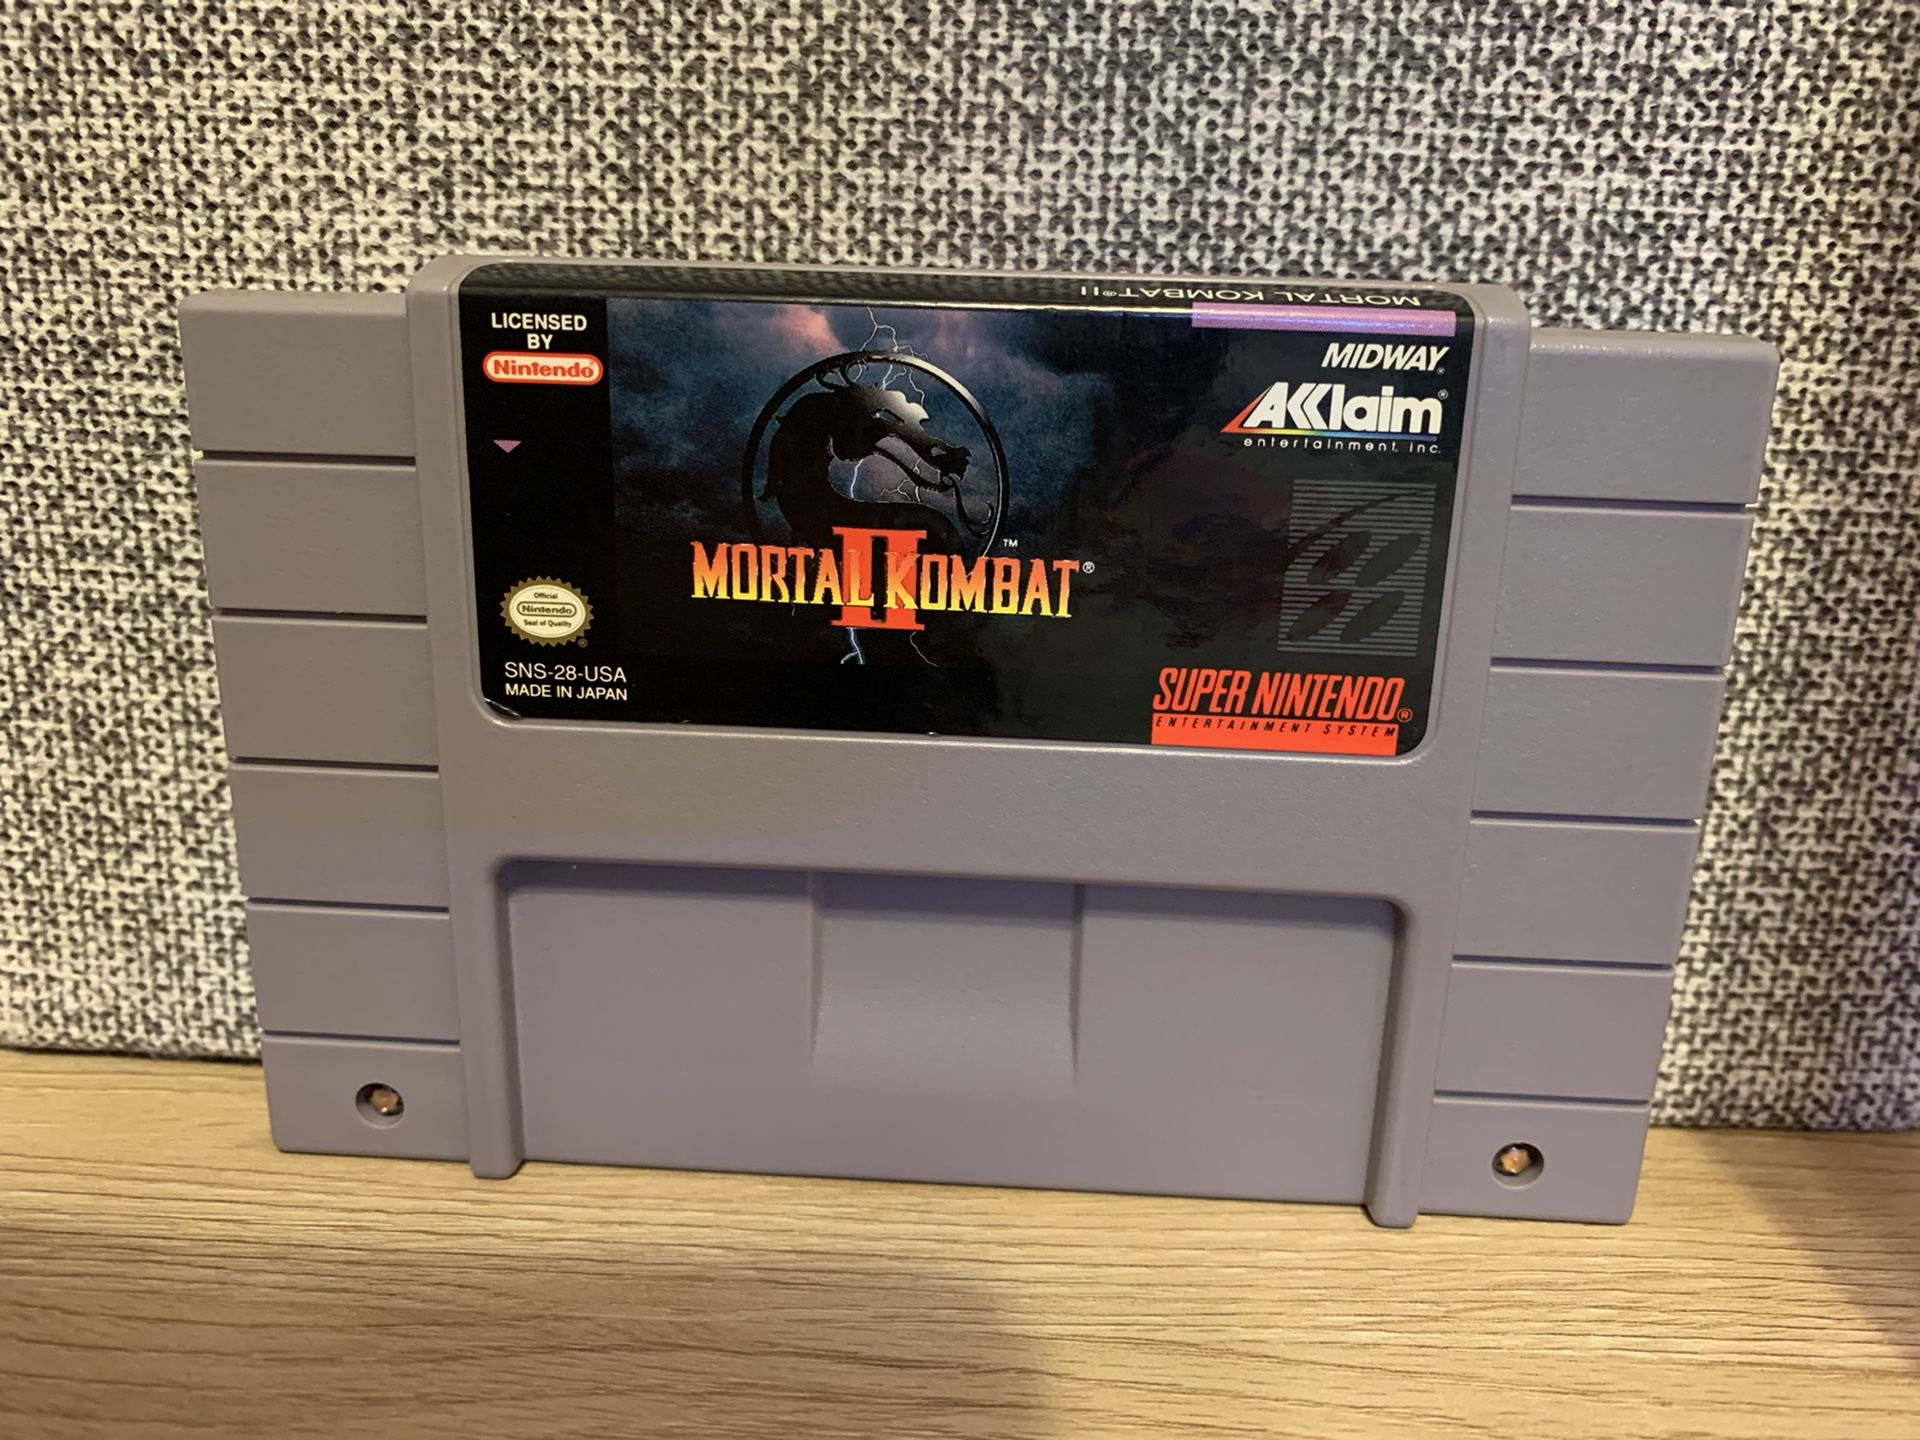 MORTAL KOMBAT® II
LICENSED
BY
Nintendo®
MIDWAY®
AKKlaim®
entertainment, inc.
II
MORTAL KOMBAT®
™
Official
Nintendo
Seal of Quality
®
SNS-28-USA
MADE IN JAPAN
SUPER NINTENDO®
ENTERTAINMENT SYSTEM